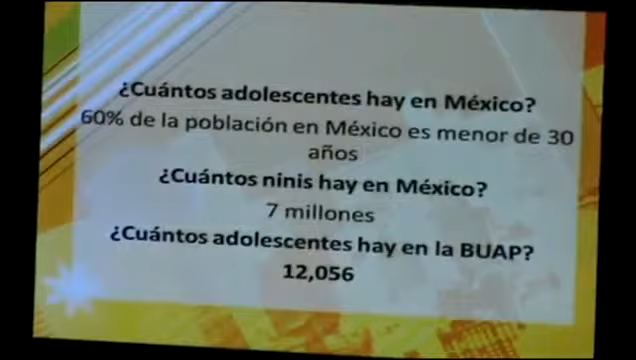 ¿Cuántos adolescentes hay en México?
60% de la población en México es menor de 30
años
¿Cuántos ninis hay en México?
7 millones
¿Cuántos adolescentes hay en la BUAP?
12,056